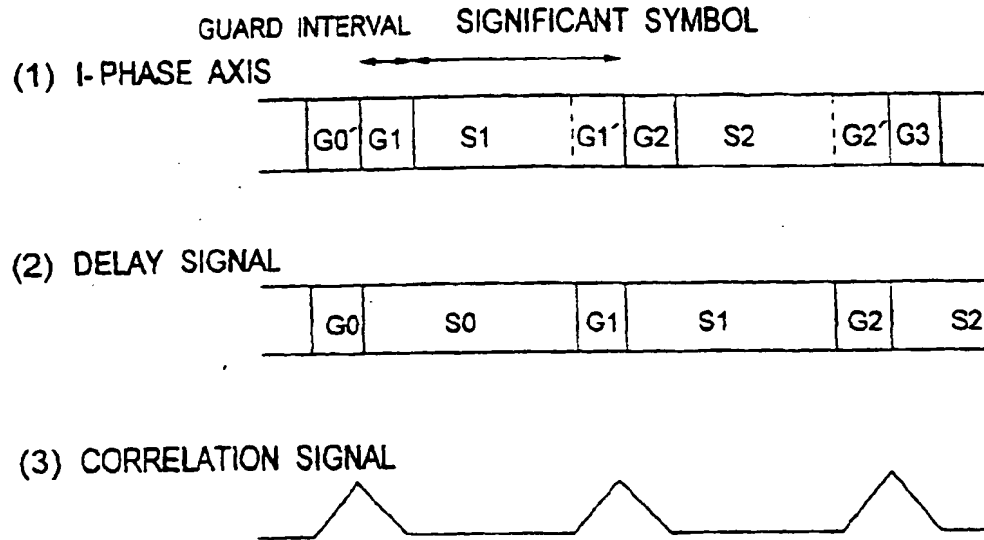 GUARD INTERVAL SIGNIFICANT SYMBOL
(1) I-PHASE AXIS
G0´ G1 S1 G1´ G2 S2 G2´ G3
(2) DELAY SIGNAL
G0 S0 G1 S1 G2 S2
(3) CORRELATION SIGNAL